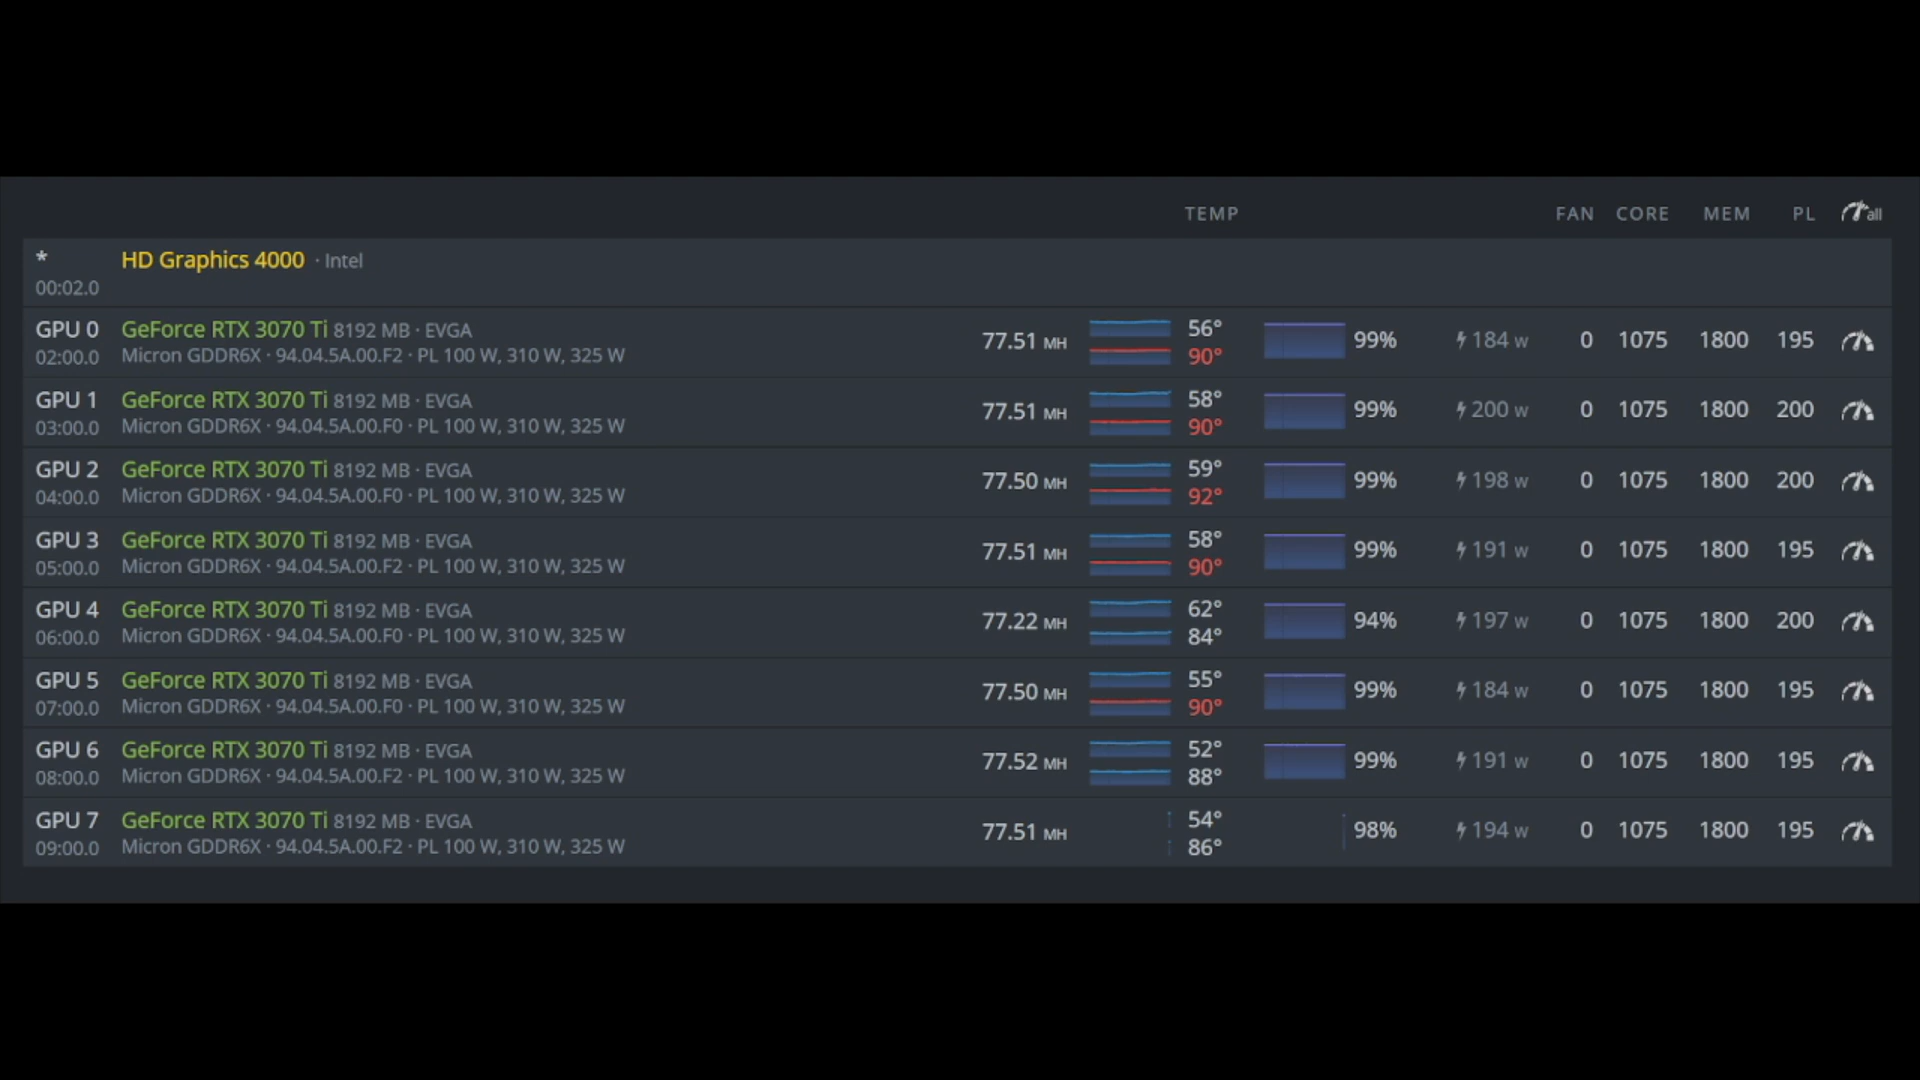 TEMP FAN CORE MEM PL all
* HD Graphics 4000 · Intel
00:02.0
GPU 0 GeForce RTX 3070 Ti 8192 MB · EVGA 77.51 MH 56° 99% 184 W 0 1075 1800 195
02:00.0 Micron GDDR6X · 94.04.5A.00.F2 · PL 100 W, 310 W, 325 W 90°
GPU 1 GeForce RTX 3070 Ti 8192 MB · EVGA 77.51 MH 58° 99% 200 W 0 1075 1800 200
03:00.0 Micron GDDR6X · 94.04.5A.00.F0 · PL 100 W, 310 W, 325 W 90°
GPU 2 GeForce RTX 3070 Ti 8192 MB · EVGA 77.50 MH 59° 99% 198 W 0 1075 1800 200
04:00.0 Micron GDDR6X · 94.04.5A.00.F0 · PL 100 W, 310 W, 325 W 92°
GPU 3 GeForce RTX 3070 Ti 8192 MB · EVGA 77.51 MH 58° 99% 191 W 0 1075 1800 195
05:00.0 Micron GDDR6X · 94.04.5A.00.F2 · PL 100 W, 310 W, 325 W 90°
GPU 4 GeForce RTX 3070 Ti 8192 MB · EVGA 77.22 MH 62° 94% 197 W 0 1075 1800 200
06:00.0 Micron GDDR6X · 94.04.5A.00.F0 · PL 100 W, 310 W, 325 W 84°
GPU 5 GeForce RTX 3070 Ti 8192 MB · EVGA 77.50 MH 55° 99% 184 W 0 1075 1800 195
07:00.0 Micron GDDR6X · 94.04.5A.00.F0 · PL 100 W, 310 W, 325 W 90°
GPU 6 GeForce RTX 3070 Ti 8192 MB · EVGA 77.52 MH 52° 99% 191 W 0 1075 1800 195
08:00.0 Micron GDDR6X · 94.04.5A.00.F2 · PL 100 W, 310 W, 325 W 88°
GPU 7 GeForce RTX 3070 Ti 8192 MB · EVGA 77.51 MH 54° 98% 194 W 0 1075 1800 195
09:00.0 Micron GDDR6X · 94.04.5A.00.F2 · PL 100 W, 310 W, 325 W 86°